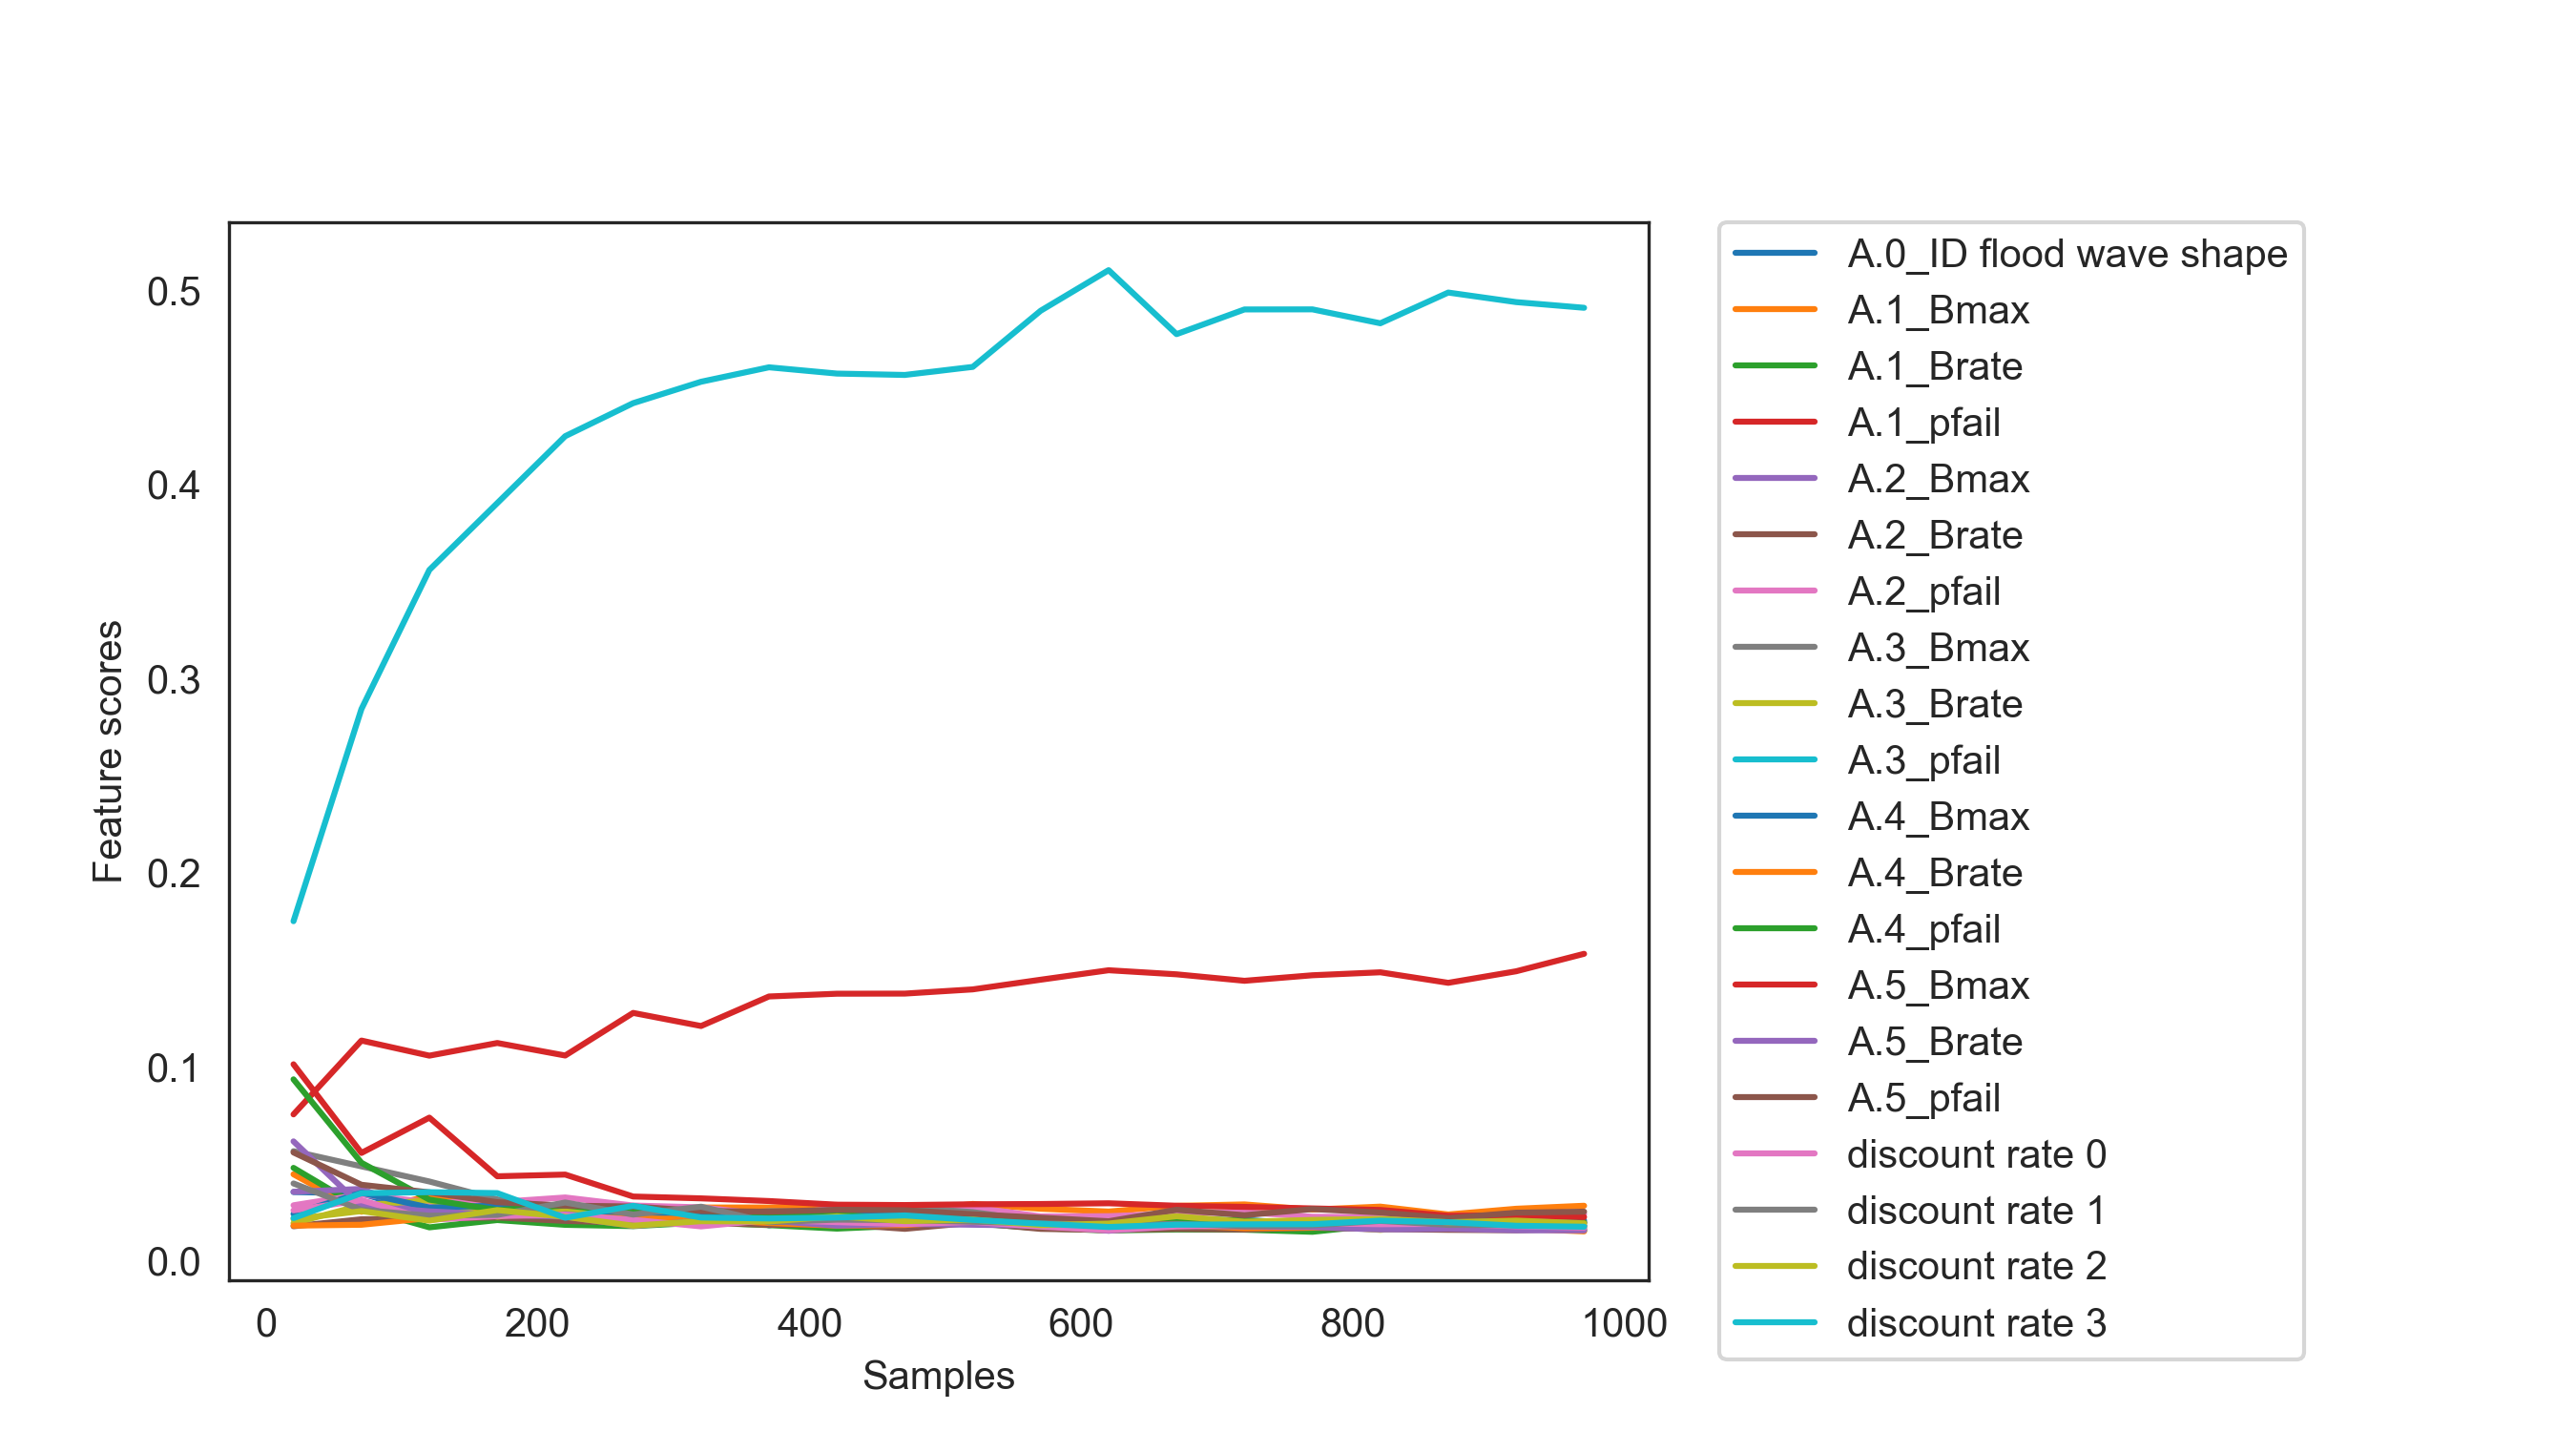 0.5
0.4
0.3
0.2
0.1
0.0
Feature scores
0 200 400 600 800 1000
Samples
A.0_ID flood wave shape
A.1_Bmax
A.1_Brate
A.1_pfail
A.2_Bmax
A.2_Brate
A.2_pfail
A.3_Bmax
A.3_Brate
A.3_pfail
A.4_Bmax
A.4_Brate
A.4_pfail
A.5_Bmax
A.5_Brate
A.5_pfail
discount rate 0
discount rate 1
discount rate 2
discount rate 3